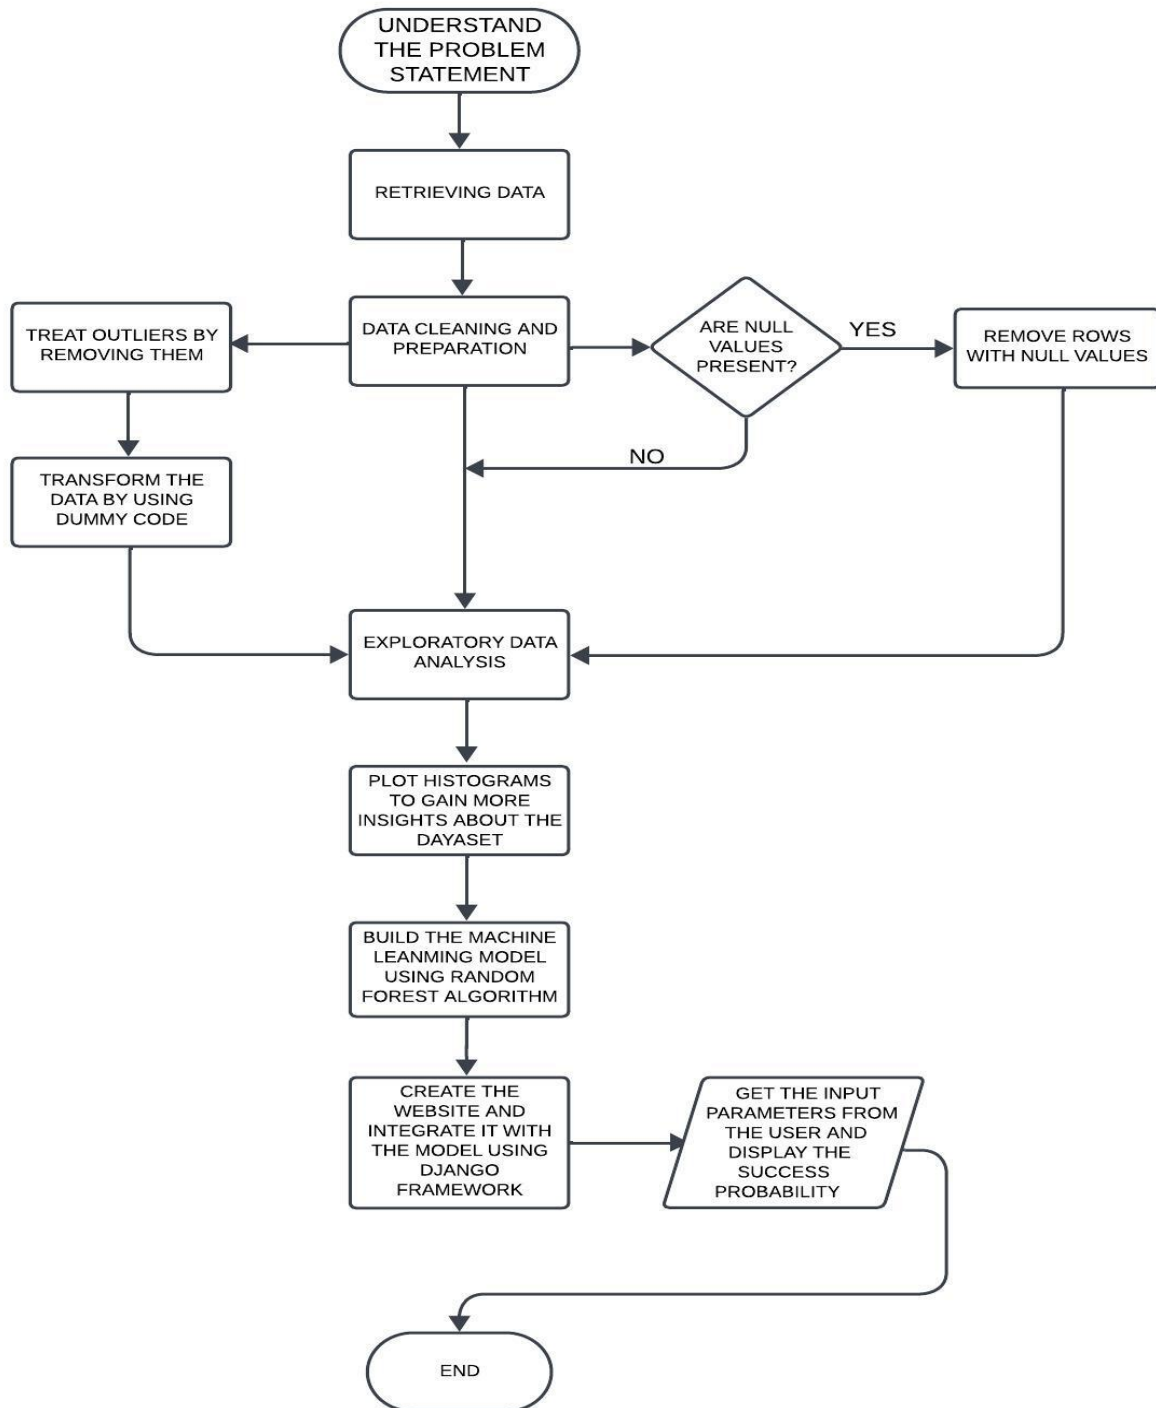 UNDERSTAND
THE PROBLEM
STATEMENT
RETRIEVING DATA
TREAT OUTLIERS BY
REMOVING THEM
DATA CLEANING AND
PREPARATION
ARE NULL
VALUES
PRESENT?
YES
REMOVE ROWS
WITH NULL VALUES
NO
TRANSFORM THE
DATA BY USING
DUMMY CODE
EXPLORATORY DATA
ANALYSIS
PLOT HISTOGRAMS
TO GAIN MORE
INSIGHTS ABOUT THE
DAYASET
BUILD THE MACHINE
LEANMING MODEL
USING RANDOM
FOREST ALGORITHM
CREATE THE
WEBSITE AND
INTEGRATE IT WITH
THE MODEL USING
DJANGO
FRAMEWORK
GET THE INPUT
PARAMETERS FROM
THE USER AND
DISPLAY THE
SUCCESS
PROBABILITY
END